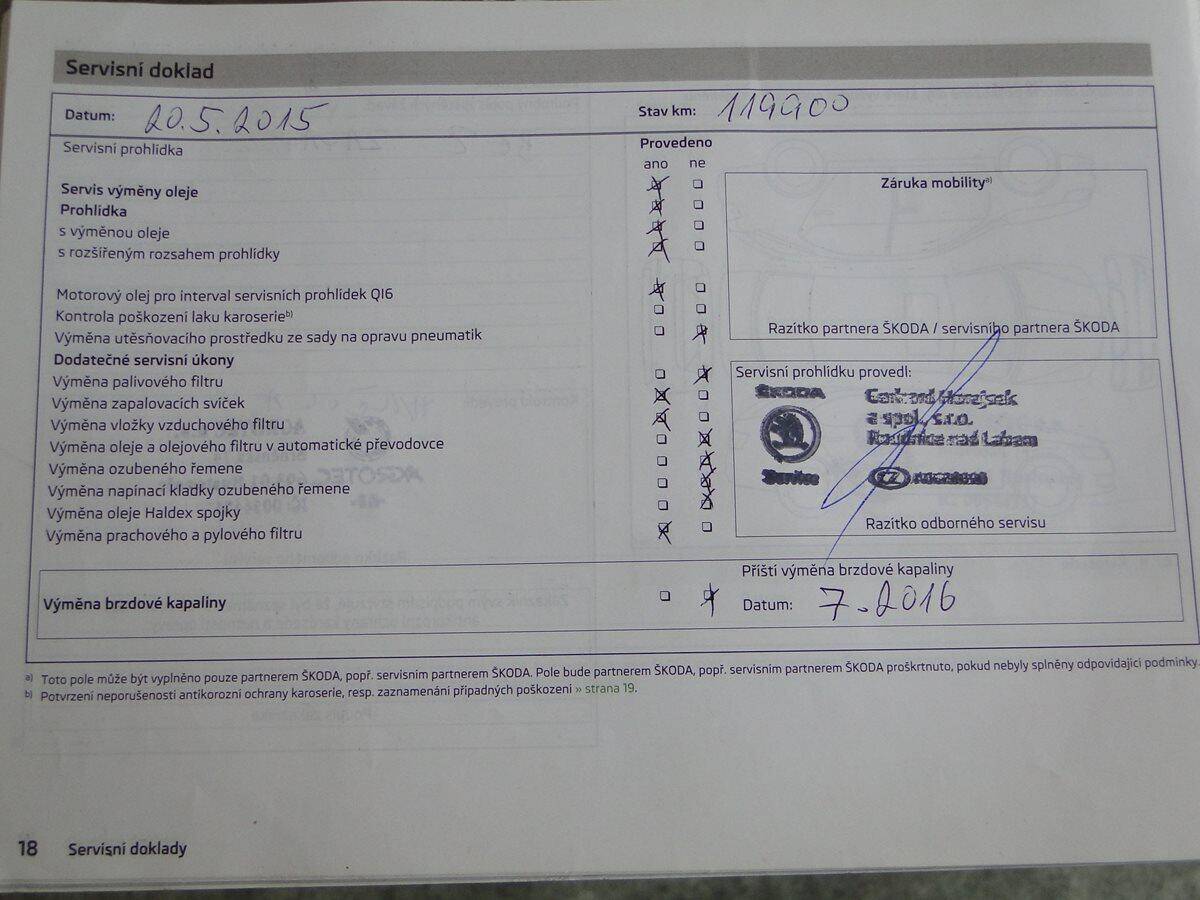 Servisní doklad
Datum: 20.5.2015
Stav km: 119900
Servisní prohlídka
Provedeno
ano ne
Servis výměny oleje
Prohlídka
s výměnou oleje
s rozšířeným rozsahem prohlídky
Motorový olej pro interval servisních prohlídek QI6
Kontrola poškození laku karoserieb)
Výměna utěsňovacího prostředku ze sady na opravu pneumatik
Dodatečné servisní úkony
Výměna palivového filtru
Výměna zapalovacích svíček
Výměna vložky vzduchového filtru
Výměna oleje a olejového filtru v automatické převodovce
Výměna ozubeného řemene
Výměna napínací kladky ozubeného řemene
Výměna oleje Haldex spojky
Výměna prachového a pylového filtru
Záruka mobilitya)
Razítko partnera ŠKODA / servisního partnera ŠKODA
Servisní prohlídku provedl:
ŠKODA
a spol. s.r.o.
Roudnice nad Labem
Service
Razítko odborného servisu
Výměna brzdové kapaliny
Příští výměna brzdové kapaliny
Datum: 7.2016
a) Toto pole může být vyplněno pouze partnerem ŠKODA, popř. servisním partnerem ŠKODA. Pole bude partnerem ŠKODA, popř. servisním partnerem ŠKODA proškrtnuto, pokud nebyly splněny odpovídající podmínky.
b) Potvrzení neporušenosti antikorozní ochrany karoserie, resp. zaznamenání případných poškození » strana 19.
18 Servisní doklady